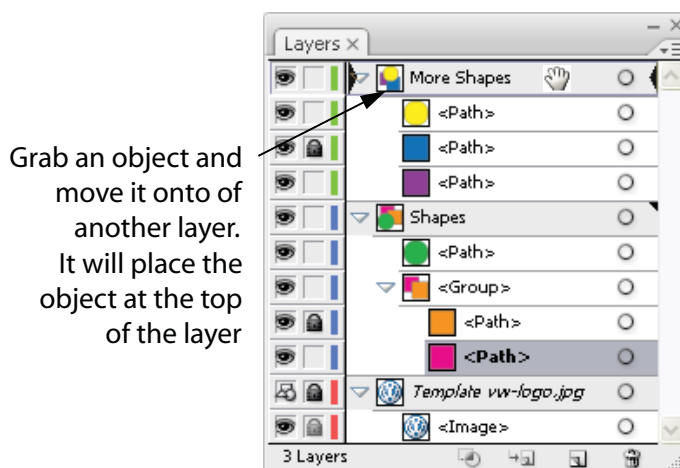 Layers
More Shapes
<Path>
<Path>
<Path>
Shapes
<Path>
<Group>
<Path>
<Path>
Template vw-logo.jpg
<Image>
3 Layers
Grab an object and
move it onto of
another layer.
It will place the
object at the top
of the layer